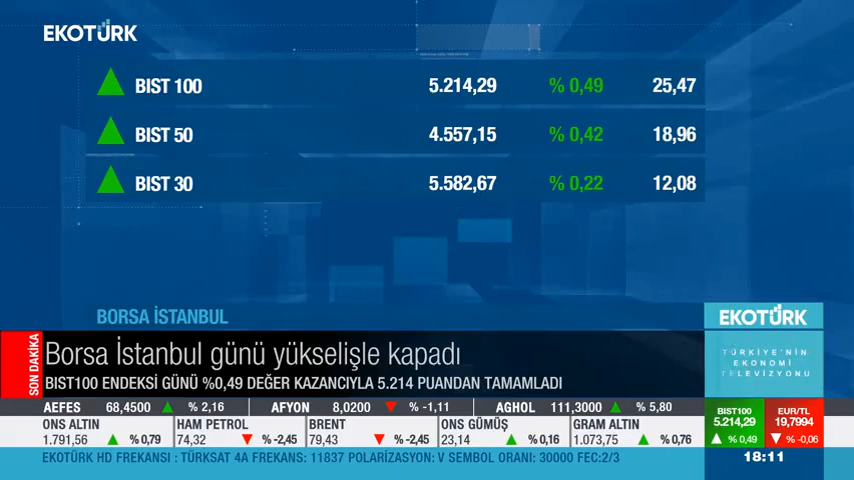 EKOTÜRK
BIST 100 5.214,29 % 0,49 25,47
BIST 50 4.557,15 % 0,42 18,96
BIST 30 5.582,67 % 0,22 12,08
BORSA İSTANBUL
EKOTÜRK
TÜRKİYE'NİN
EKONOMİ
TELEVİZYONU
SON DAKİKA
Borsa İstanbul günü yükselişle kapadı
BIST100 ENDEKSİ GÜNÜ %0,49 DEĞER KAZANCIYLA 5.214 PUANDAN TAMAMLADI
AEFES 68,4500 % 2,16 AFYON 8,0200 % -1,11 AGHOL 111,3000 % 5,80
ONS ALTIN HAM PETROL BRENT ONS GÜMÜŞ GRAM ALTIN
1.791,56 % 0,79 74,32 % -2,45 79,43 % -2,45 23,14 % 0,16 1.073,75 % 0,76
BIST100 EUR/TL
5.214,29 19,7994
% 0,49 % -0,06
EKOTÜRK HD FREKANSI : TÜRKSAT 4A FREKANS: 11837 POLARİZASYON: V SEMBOL ORANI: 30000 FEC:2/3
18:11